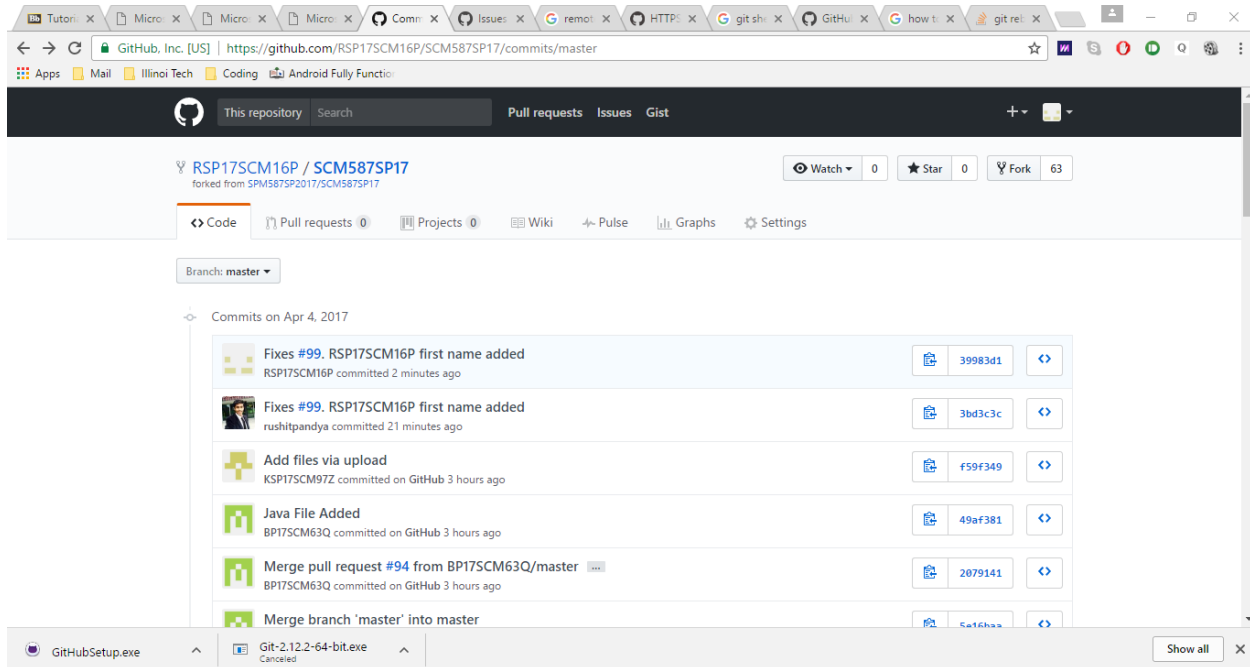 Tutori
Micro
Micro
Micro
Comm
Issues
remot
HTTPS
git she
GitHu
how t
git rel
GitHub, Inc. [US] | https://github.com/RSP17SCM16P/SCM587SP17/commits/master
Apps Mail Illinoi Tech Coding Android Fully Function
This repository Search Pull requests Issues Gist
RSP17SCM16P / SCM587SP17
Watch 0 Star 0 Fork 63
forked from SPM587SP2017/SCM587SP17
Code Pull requests 0 Projects 0 Wiki Pulse Graphs Settings
Branch: master
Commits on Apr 4, 2017
Fixes #99. RSP17SCM16P first name added
RSP17SCM16P committed 2 minutes ago
39983d1
Fixes #99. RSP17SCM16P first name added
rushitpandya committed 21 minutes ago
3bd3c3c
Add files via upload
KSP17SCM97Z committed on GitHub 3 hours ago
f59f349
Java File Added
BP17SCM63Q committed on GitHub 3 hours ago
49af381
Merge pull request #94 from BP17SCM63Q/master ...
BP17SCM63Q committed on GitHub 3 hours ago
2079141
Merge branch 'master' into master
5e16baa
GitHubSetup.exe
Git-2.12.2-64-bit.exe
Canceled
Show all